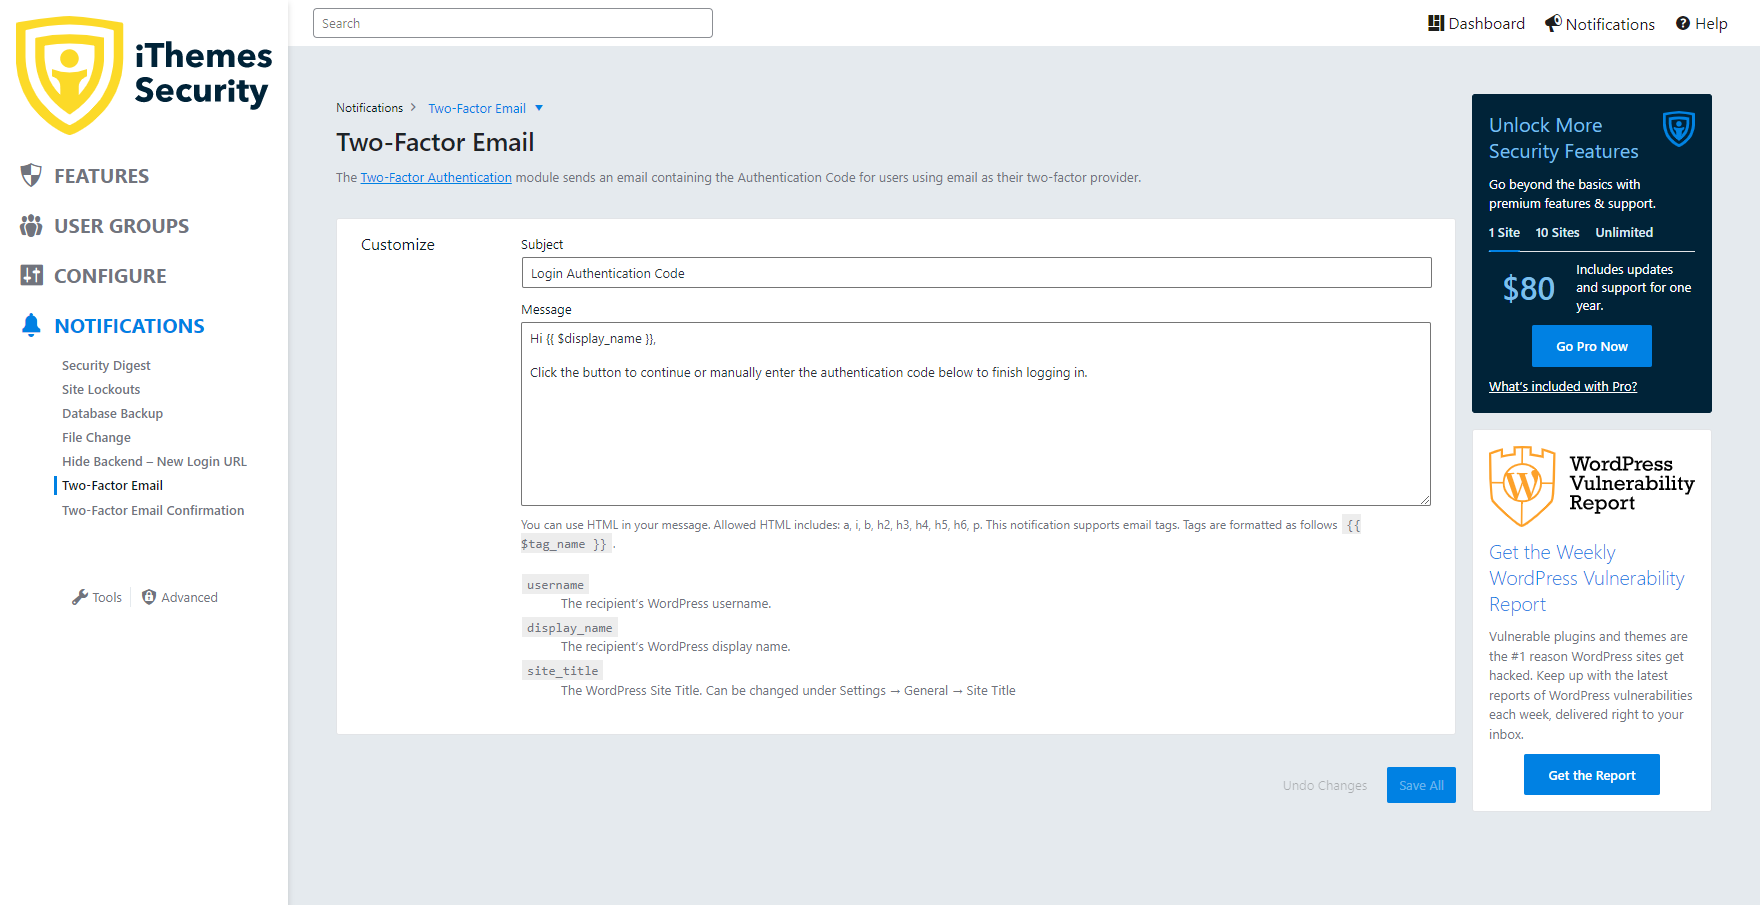 iThemes
Security
Search
Dashboard
Notifications
Help
FEATURES
USER GROUPS
CONFIGURE
NOTIFICATIONS
Security Digest
Site Lockouts
Database Backup
File Change
Hide Backend – New Login URL
Two-Factor Email
Two-Factor Email Confirmation
Tools
Advanced
Notifications > Two-Factor Email
Two-Factor Email
The Two-Factor Authentication module sends an email containing the Authentication Code for users using email as their two-factor provider.
Customize
Subject
Login Authentication Code
Message
Hi {{ $display_name }},
Click the button to continue or manually enter the authentication code below to finish logging in.
You can use HTML in your message. Allowed HTML includes: a, i, b, h2, h3, h4, h5, h6, p. This notification supports email tags. Tags are formatted as follows {{
$tag_name }} .
username
The recipient's WordPress username.
display_name
The recipient's WordPress display name.
site_title
The WordPress Site Title. Can be changed under Settings → General → Site Title
Undo Changes
Save All
Unlock More
Security Features
Go beyond the basics with
premium features & support.
1 Site 10 Sites Unlimited
$80
Includes updates
and support for one
year.
Go Pro Now
What's included with Pro?
WordPress
Vulnerability
Report
Get the Weekly
WordPress Vulnerability
Report
Vulnerable plugins and themes are
the #1 reason WordPress sites get
hacked. Keep up with the latest
reports of WordPress vulnerabilities
each week, delivered right to your
inbox.
Get the Report